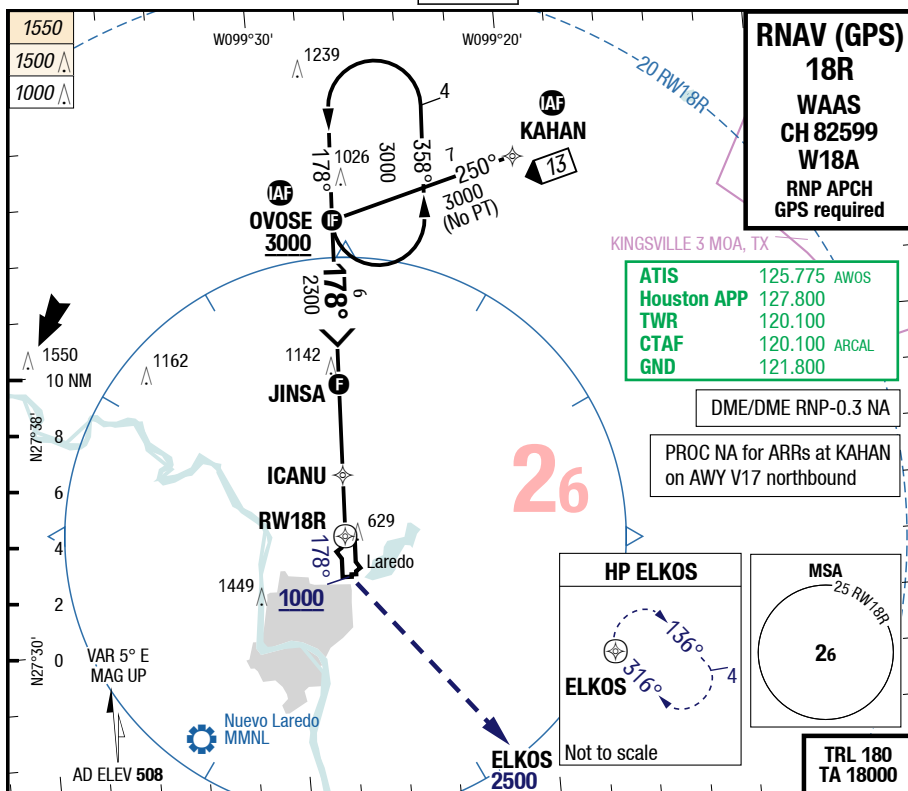 1550
1500
1000
W099°30'
W099°20'
1239
20 RW18R
4
IAF
KAHAN
13
7
250°
3000
(No PT)
178°
1026
3000
358°
IAF
OVOSE
IF
3000
178°
6
2300
RNAV (GPS)
18R
WAAS
CH 82599
W18A
RNP APCH
GPS required
KINGSVILLE 3 MOA, TX
ATIS 125.775 AWOS
Houston APP 127.800
TWR 120.100
CTAF 120.100 ARCAL
GND 121.800
DME/DME RNP-0.3 NA
PROC NA for ARRs at KAHAN
on AWY V17 northbound
1550
1162
1142
10 NM
JINSA
F
N27°38'
8
6
ICANU
26
RW18R
629
4
178°
Laredo
1449
1000
2
N27°30'
0
VAR 5° E
MAG UP
Nuevo Laredo
MMNL
AD ELEV 508
ELKOS
2500
HP ELKOS
136°
316°
4
ELKOS
Not to scale
MSA
25 RW18R
26
TRL 180
TA 18000